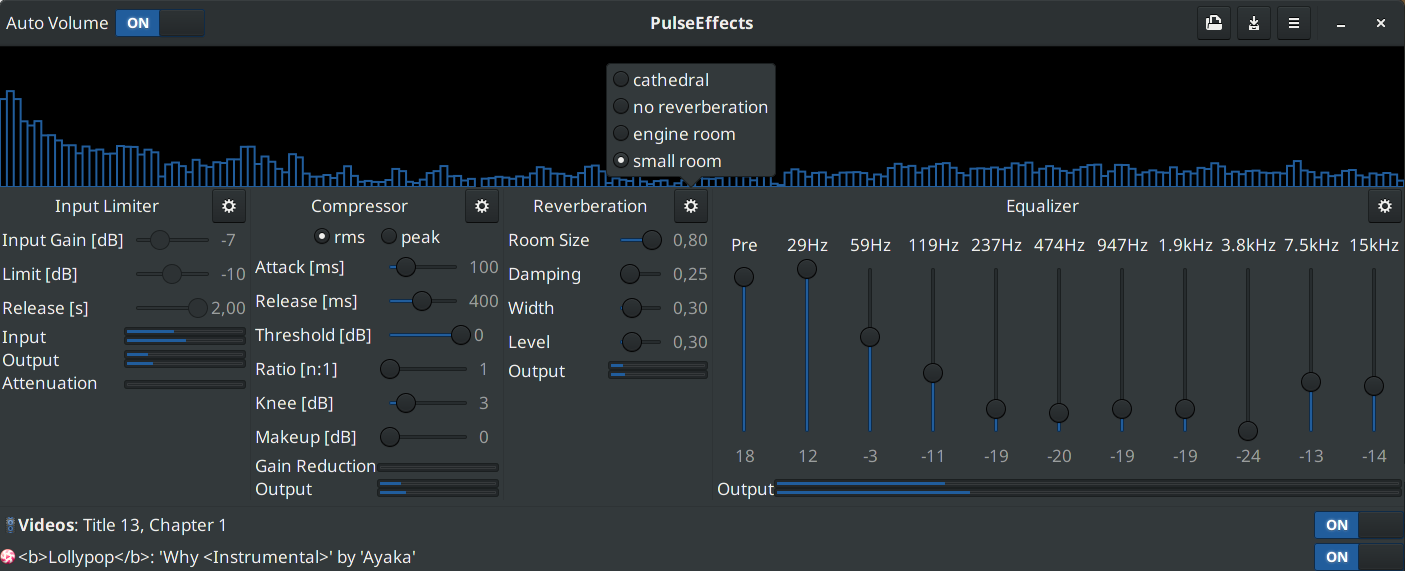 Auto Volume ON PulseEffects
cathedral
no reverberation
engine room
small room
Input Limiter
Input Gain [dB] -7
Limit [dB] -10
Release [s] 2,00
Input
Output
Attenuation
Compressor
rms peak
Attack [ms] 100
Release [ms] 400
Threshold [dB] 0
Ratio [n:1] 1
Knee [dB] 3
Makeup [dB] 0
Gain Reduction
Output
Reverberation
Room Size 0,80
Damping 0,25
Width 0,30
Level 0,30
Output
Equalizer
Pre 29Hz 59Hz 119Hz 237Hz 474Hz 947Hz 1.9kHz 3.8kHz 7.5kHz 15kHz
18 12 -3 -11 -19 -20 -19 -19 -24 -13 -14
Output
Videos: Title 13, Chapter 1 ON
<b>Lollypop</b>: 'Why <Instrumental>' by 'Ayaka' ON